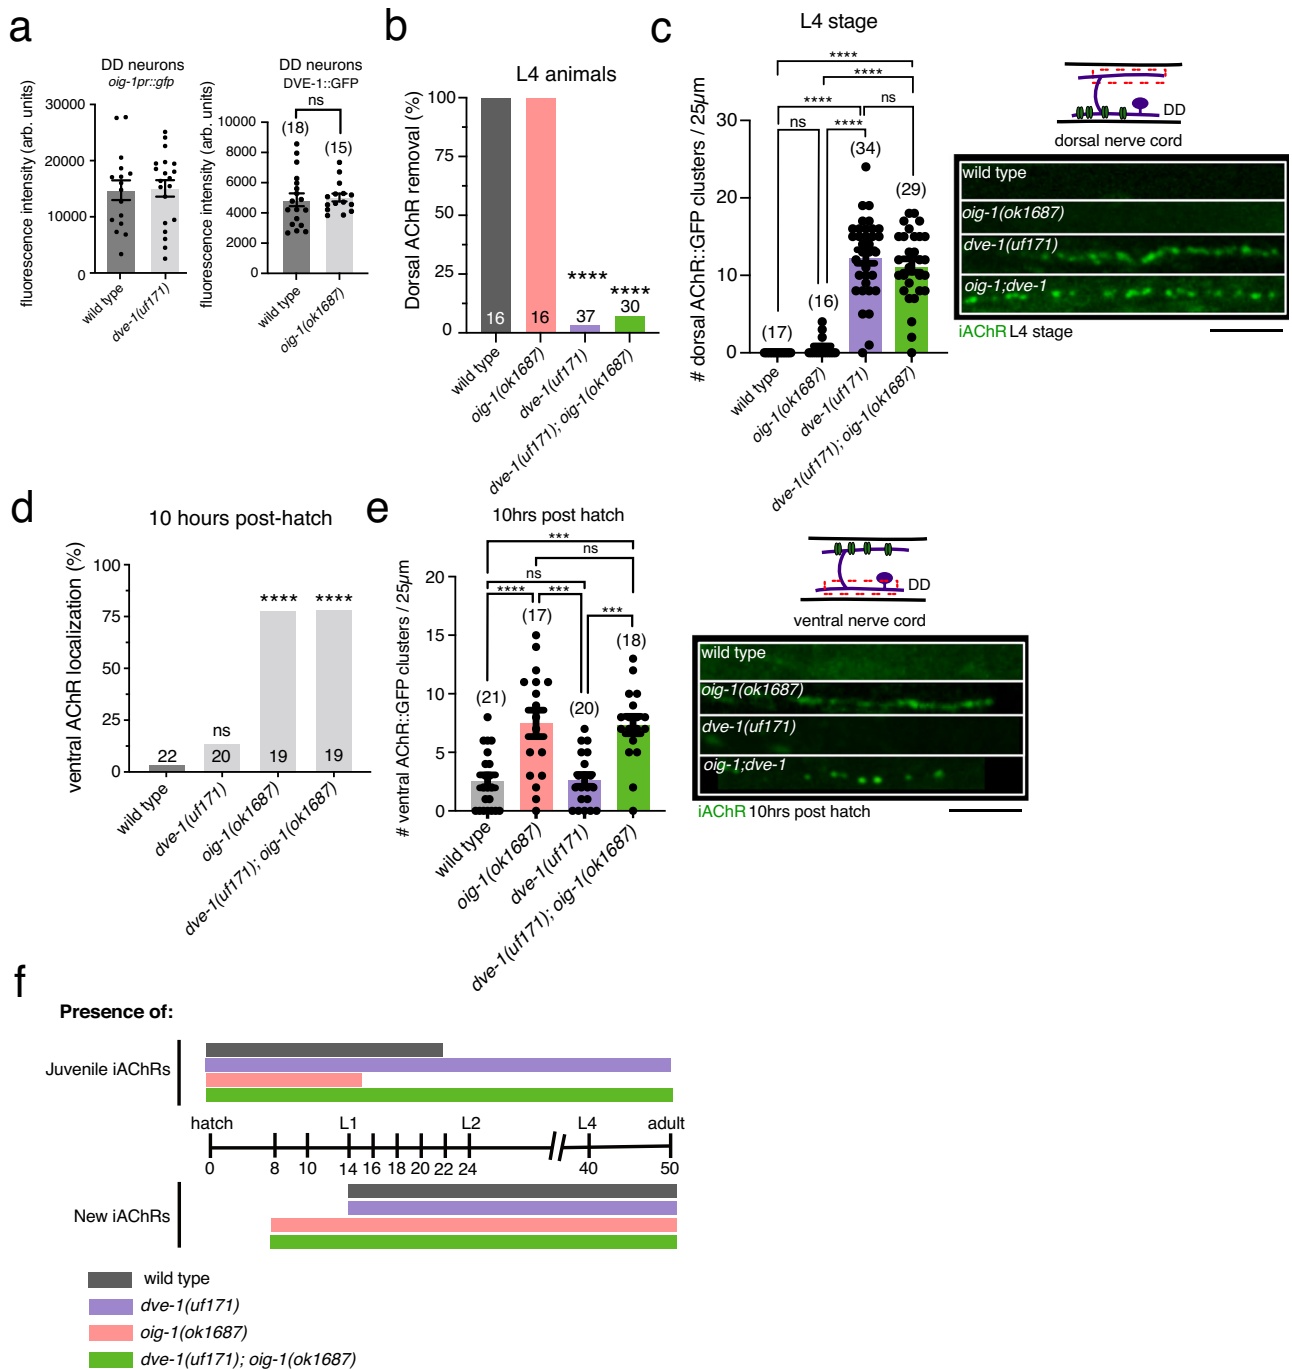 a
DD neurons
oig-1pr::gfp
fluorescence intensity (arb. units)
30000
20000
10000
0
wild type
dve-1(uf171)
DD neurons
DVE-1::GFP
ns
fluorescence intensity (arb. units)
10000
8000
6000
4000
2000
0
(18)
(15)
wild type
oig-1(ok1687)
b
L4 animals
Dorsal AChR removal (%)
100
75
50
25
0
16
16
****
37
****
30
wild type
oig-1(ok1687)
dve-1(uf171)
dve-1(uf171); oig-1(ok1687)
c
L4 stage
# dorsal AChR::GFP clusters / 25µm
30
20
10
0
****
****
****
ns
ns
****
(17)
(16)
(34)
(29)
wild type
oig-1(ok1687)
dve-1(uf171)
dve-1(uf171); oig-1(ok1687)
DD
dorsal nerve cord
wild type
oig-1(ok1687)
dve-1(uf171)
oig-1;dve-1
iAChR L4 stage
d
10 hours post-hatch
ventral AChR localization (%)
100
75
50
25
0
22
ns
20
****
19
****
19
wild type
dve-1(uf171)
oig-1(ok1687)
dve-1(uf171); oig-1(ok1687)
e
10hrs post hatch
# ventral AChR::GFP clusters / 25µm
20
15
10
5
0
***
ns
ns
****
***
***
(21)
(17)
(20)
(18)
wild type
oig-1(ok1687)
dve-1(uf171)
dve-1(uf171); oig-1(ok1687)
DD
ventral nerve cord
wild type
oig-1(ok1687)
dve-1(uf171)
oig-1;dve-1
iAChR 10hrs post hatch
f
Presence of:
Juvenile iAChRs
hatch
L1
L2
L4
adult
0
8
10
14
16
18
20
22
24
40
50
New iAChRs
wild type
dve-1(uf171)
oig-1(ok1687)
dve-1(uf171); oig-1(ok1687)